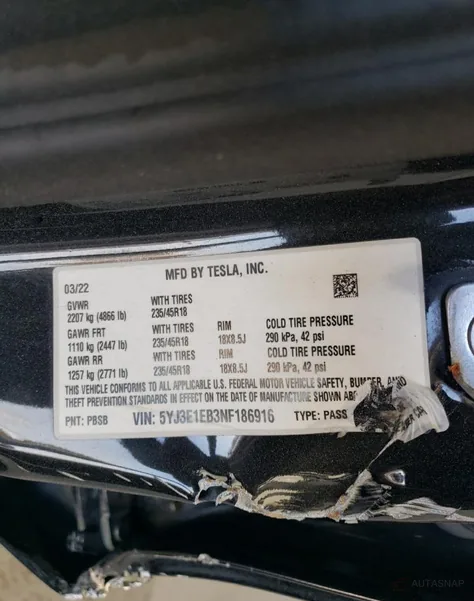 MFD BY TESLA, INC.
03/22
GVWR WITH TIRES
2207 kg (4866 lb) 235/45R18
GAWR FRT WITH TIRES RIM COLD TIRE PRESSURE
1110 kg (2447 lb) 235/45R18 18X8.5J 290 kPa, 42 psi
GAWR RR WITH TIRES RIM COLD TIRE PRESSURE
1257 kg (2771 lb) 235/45R18 18X8.5J 290 kPa, 42 psi
THIS VEHICLE CONFORMS TO ALL APPLICABLE U.S. FEDERAL MOTOR VEHICLE SAFETY, BUMPER, AND
THEFT PREVENTION STANDARDS IN EFFECT ON THE DATE OF MANUFACTURE SHOWN
PNT: PBSB VIN: 5YJ3E1EB3NF186916 TYPE: PASS CAR
AUTASNAP